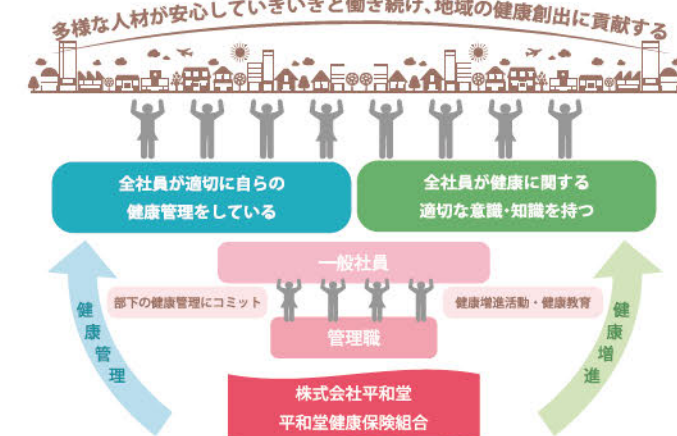 多様な人材が安心していきいきと働き続け、地域の健康創出に貢献する
全社員が適切に自らの
健康管理をしている
全社員が健康に関する
適切な意識・知識を持つ
一般社員
部下の健康管理にコミット
健康増進活動・健康教育
管理職
健康管理
健康増進
株式会社平和堂
平和堂健康保険組合